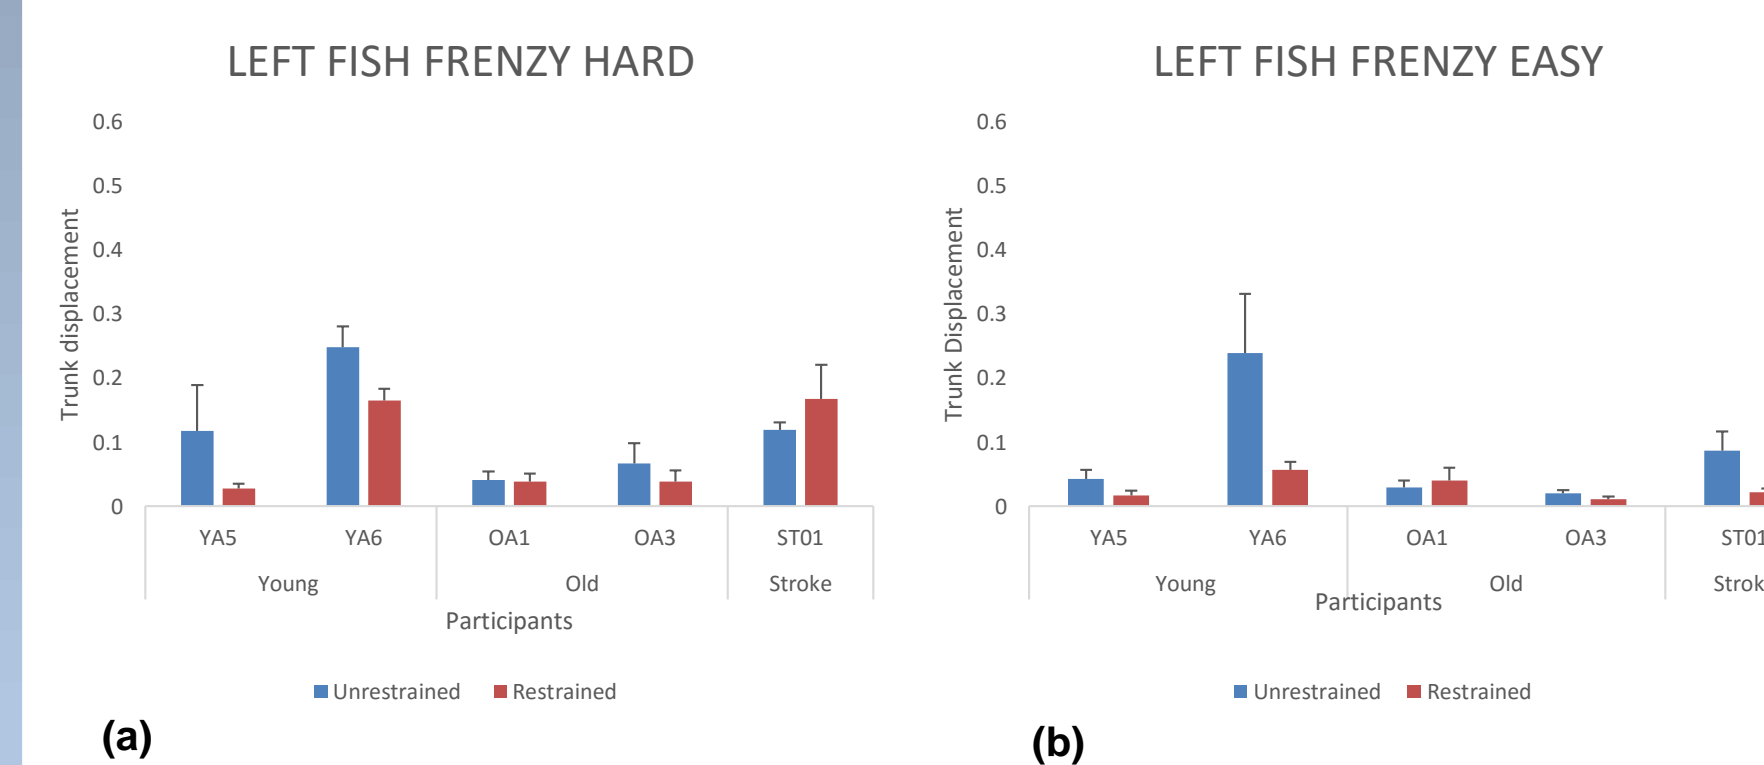 LEFT FISH FRENZY HARD
0.6
0.5
0.4
0.3
0.2
0.1
0
Trunk displacement
YA5 YA6 OA1 OA3 ST01
Young Old Stroke
Participants
Unrestrained Restrained
(a)
LEFT FISH FRENZY EASY
0.6
0.5
0.4
0.3
0.2
0.1
0
Trunk Displacement
YA5 YA6 OA1 OA3 ST01
Young Old Strok
Participants
Unrestrained Restrained
(b)